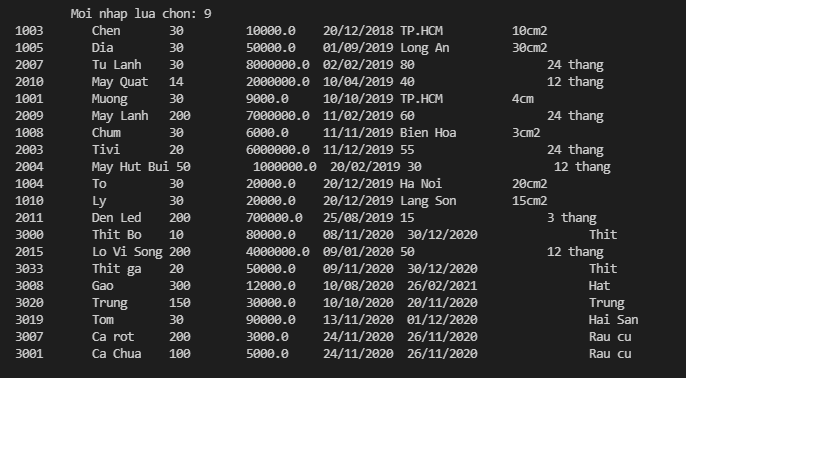 Moi nhap lua chon: 9
1003 Chen 30 10000.0 20/12/2018 TP.HCM 10cm2
1005 Dia 30 50000.0 01/09/2019 Long An 30cm2
2007 Tu Lanh 30 8000000.0 02/02/2019 80 24 thang
2010 May Quat 14 2000000.0 10/04/2019 40 12 thang
1001 Muong 30 9000.0 10/10/2019 TP.HCM 4cm
2009 May Lanh 200 7000000.0 11/02/2019 60 24 thang
1008 Chum 30 6000.0 11/11/2019 Bien Hoa 3cm2
2003 Tivi 20 6000000.0 11/12/2019 55 24 thang
2004 May Hut Bui 50 1000000.0 20/02/2019 30 12 thang
1004 To 30 20000.0 20/12/2019 Ha Noi 20cm2
1010 Ly 30 20000.0 20/12/2019 Lang Son 15cm2
2011 Den Led 200 700000.0 25/08/2019 15 3 thang
3000 Thit Bo 10 80000.0 08/11/2020 30/12/2020 Thit
2015 Lo Vi Song 200 4000000.0 09/01/2020 50 12 thang
3033 Thit ga 20 50000.0 09/11/2020 30/12/2020 Thit
3008 Gao 300 12000.0 10/08/2020 26/02/2021 Hat
3020 Trung 150 30000.0 10/10/2020 20/11/2020 Trung
3019 Tom 30 90000.0 13/11/2020 01/12/2020 Hai San
3007 Ca rot 200 3000.0 24/11/2020 26/11/2020 Rau cu
3001 Ca Chua 100 5000.0 24/11/2020 26/11/2020 Rau cu